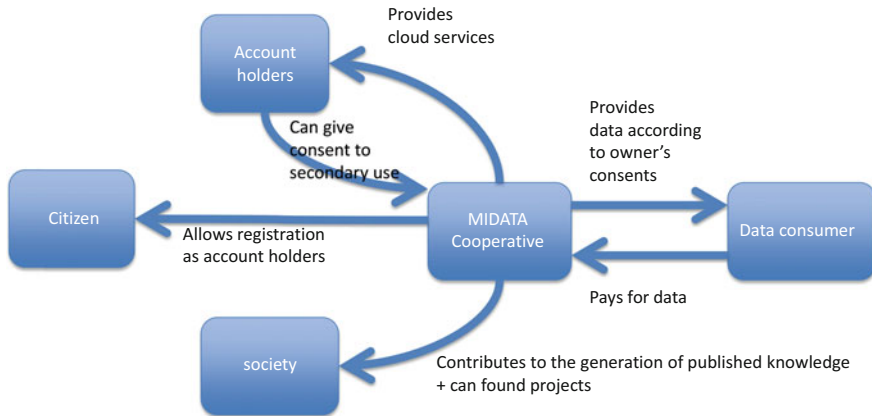 Provides
cloud services
Account
holders
Provides
data according
to owner's
consents
Can give
consent to
secondary use
Citizen
MIDATA
Cooperative
Data consumer
Allows registration
as account holders
Pays for data
society
Contributes to the generation of published knowledge
+ can found projects